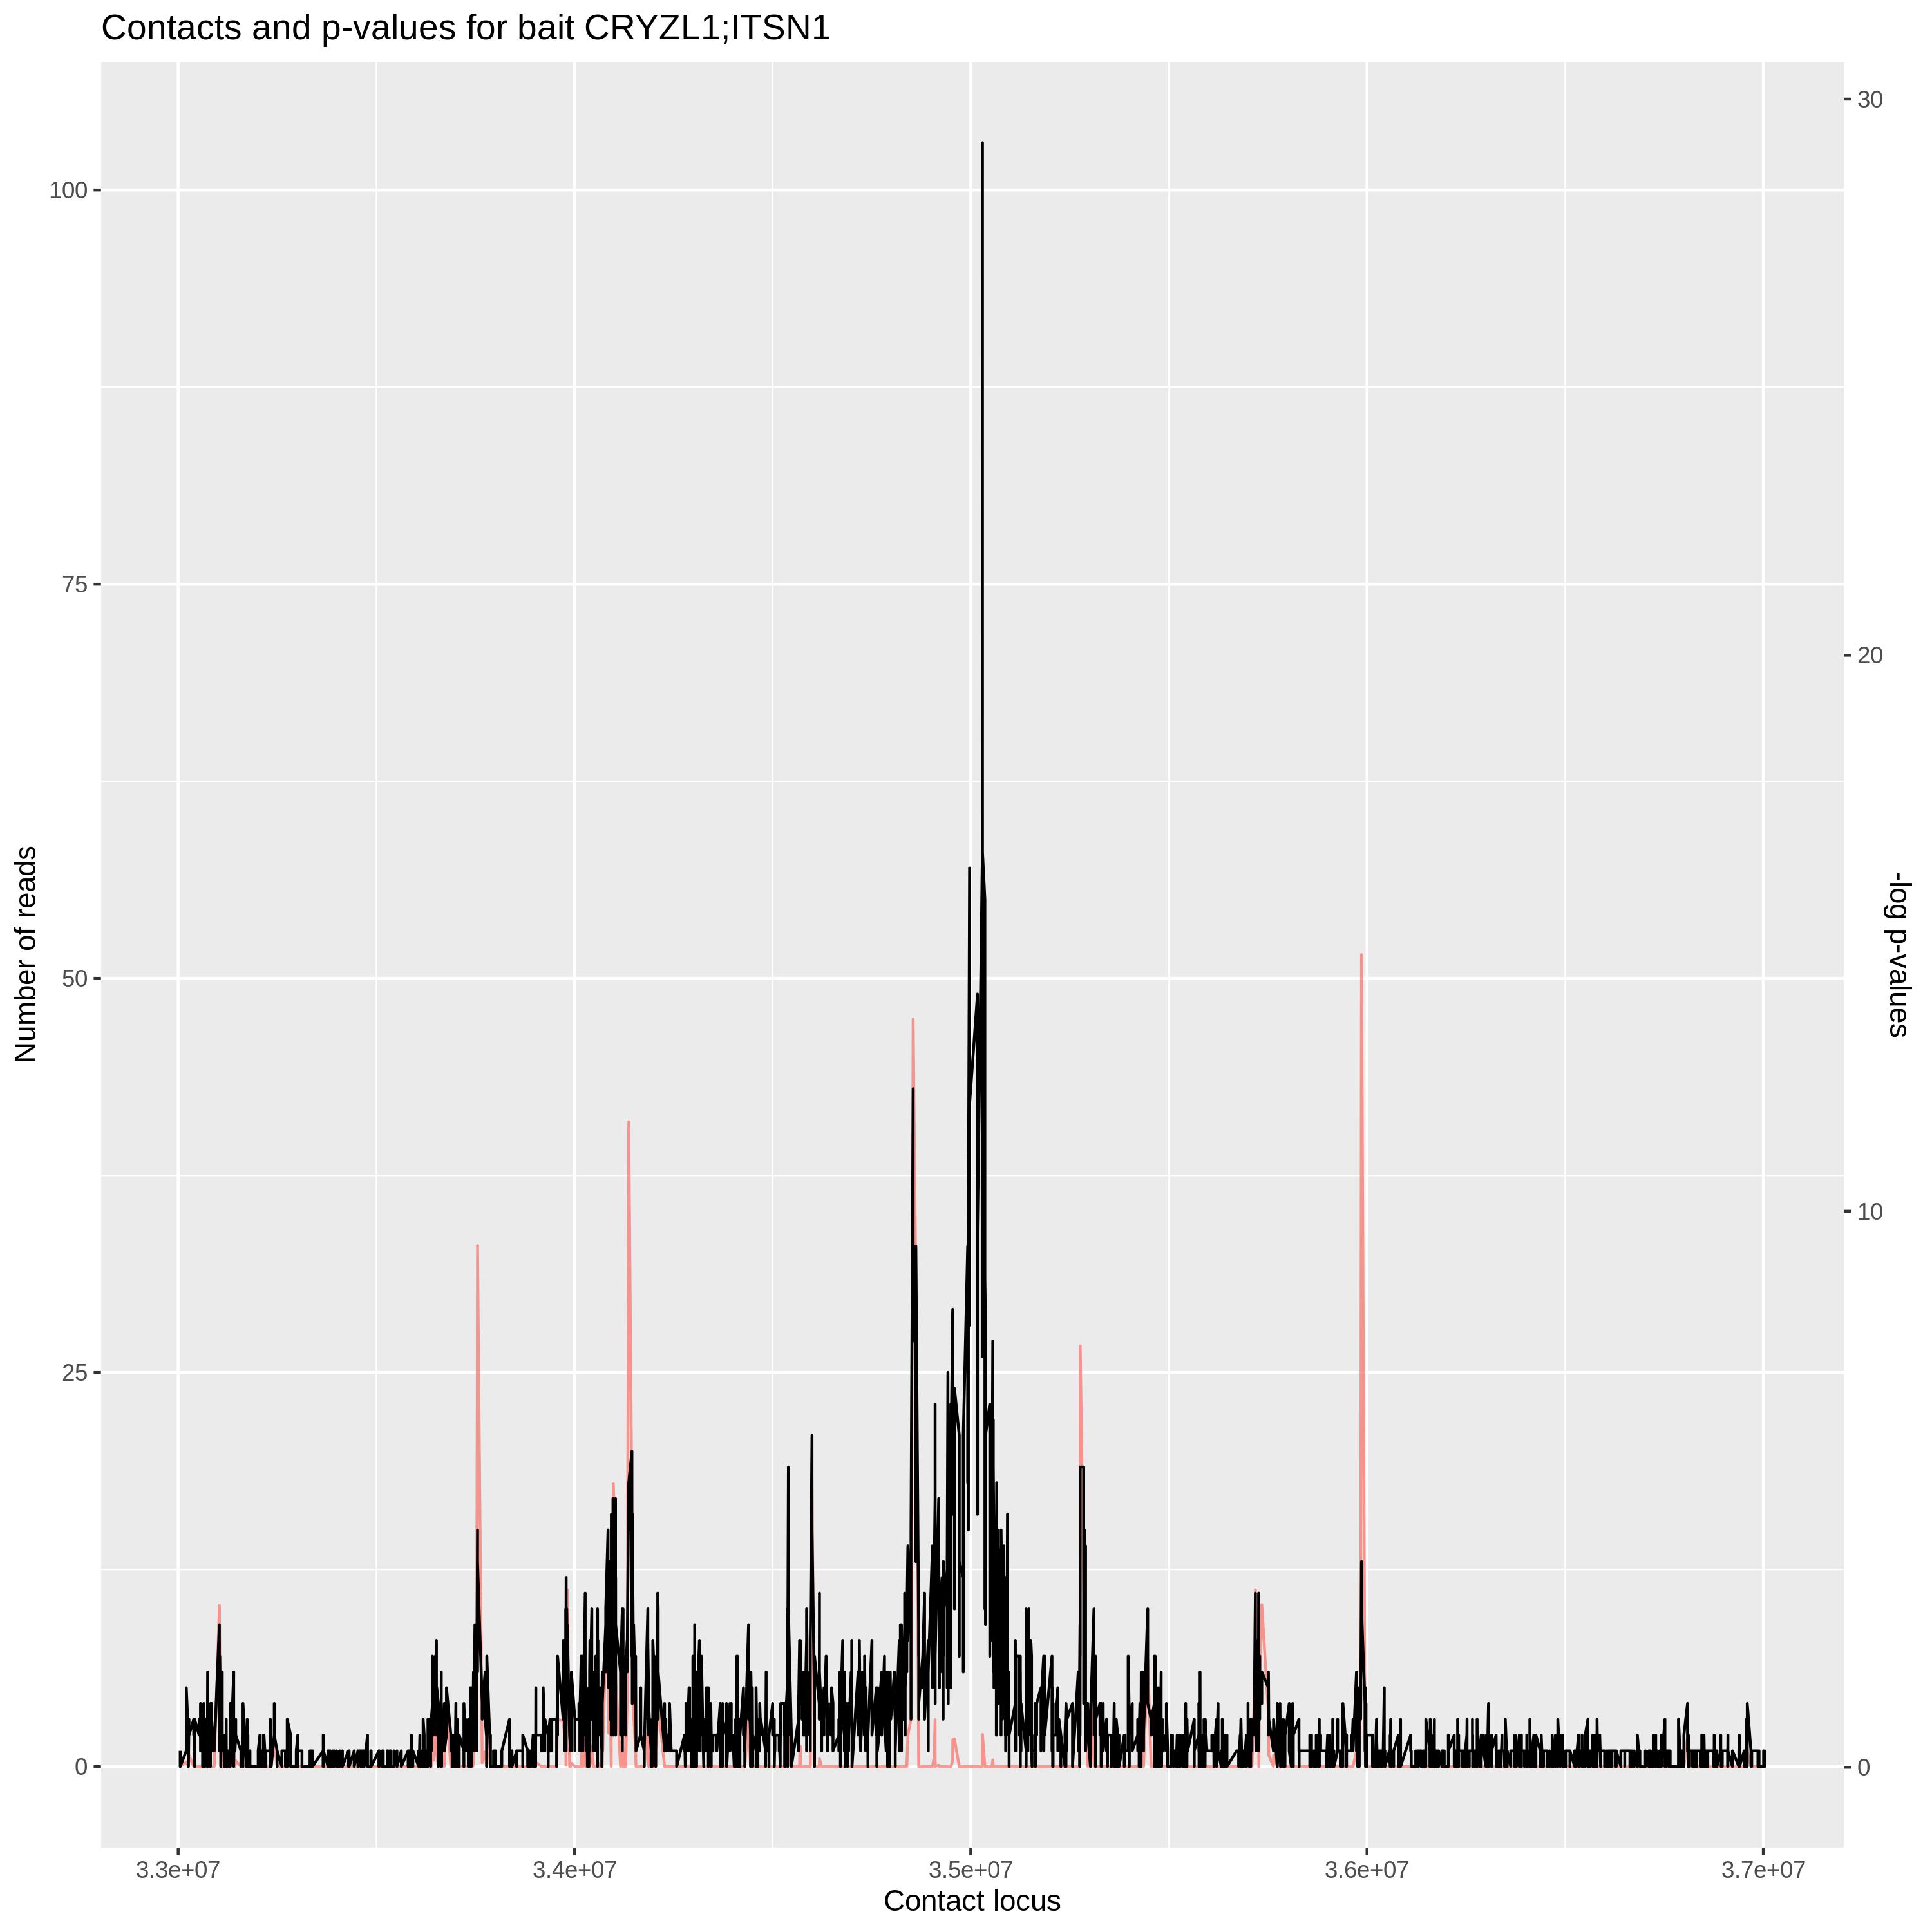 Contacts and p-values for bait CRYZL1;ITSN1
Number of reads
100
75
50
25
0
30
20
10
0
-log p-values
3.3e+07 3.4e+07 3.5e+07 3.6e+07 3.7e+07
Contact locus